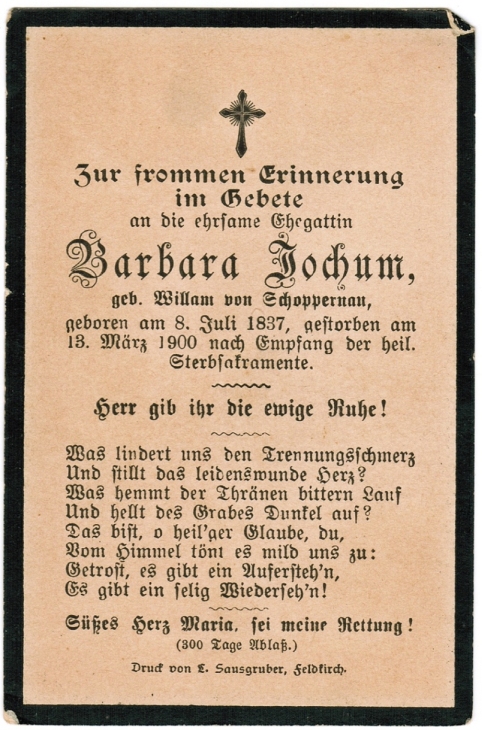 Zur frommen Erinnerung
im Gebete
an die ehrsame Ehegattin
Barbara Jochum,
geb. Willam von Schoppernau,
geboren am 8. Juli 1837, gestorben am
13. März 1900 nach Empfang der heil.
Sterbsakramente.
Herr gib ihr die ewige Ruhe!
Was lindert uns den Trennungsschmerz
Und stillt das leidenswunde Herz?
Was hemmt der Thränen bittern Lauf
Und hellt des Grabes Dunkel auf?
Das bist, o heil'ger Glaube, du,
Vom Himmel tönt es mild uns zu:
Getrost, es gibt ein Aufersteh'n,
Es gibt ein selig Wiederseh'n!
Süßes Herz Maria, sei meine Rettung!
(300 Tage Ablaß.)
Druck von L. Sausgruber, Feldkirch.